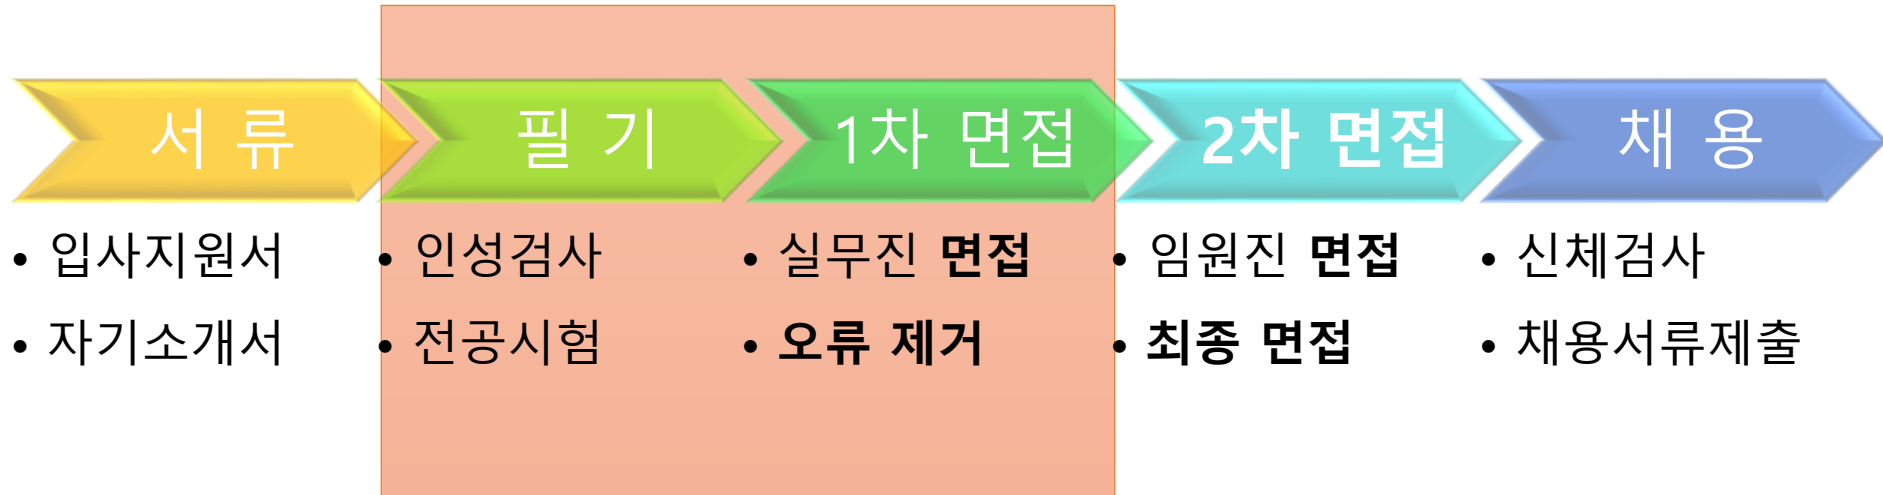 서 류
필 기
1차 면접
2차 면접
채 용
• 입사지원서
• 자기소개서
• 인성검사
• 전공시험
• 실무진 면접
• 오류 제거
• 임원진 면접
• 최종 면접
• 신체검사
• 채용서류제출